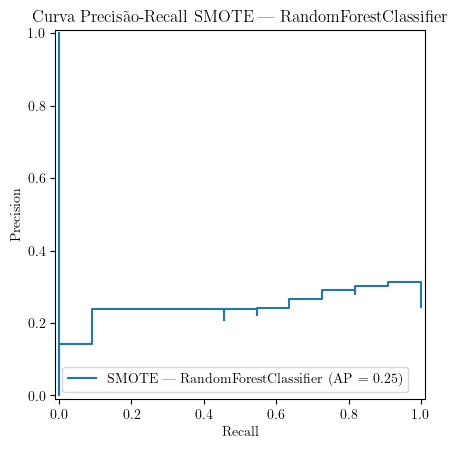 Curva Precisão-Recall SMOTE — RandomForestClassifier
1.0
0.8
0.6
0.4
0.2
0.0
Precision
SMOTE — RandomForestClassifier (AP = 0.25)
0.0 0.2 0.4 0.6 0.8 1.0
Recall